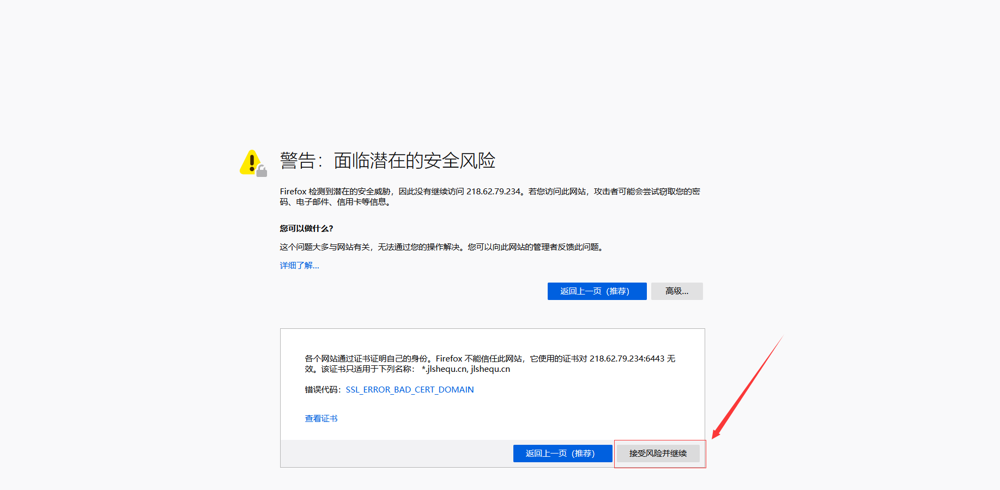 警告：面临潜在的安全风险
Firefox 检测到潜在的安全威胁，因此没有继续访问 218.62.79.234。若您访问此网站，攻击者可能会尝试窃取您的密
码、电子邮件、信用卡等信息。
您可以做什么？
这个问题大多与网站有关，无法通过您的操作解决。您可以向此网站的管理者反馈此问题。
详细了解...
返回上一页（推荐） 高级...
各个网站通过证书证明自己的身份。Firefox 不能信任此网站，它使用的证书对 218.62.79.234:6443 无
效。该证书只适用于下列名称： *.jlshequ.cn, jlshequ.cn
错误代码：SSL_ERROR_BAD_CERT_DOMAIN
查看证书
返回上一页（推荐） 接受风险并继续